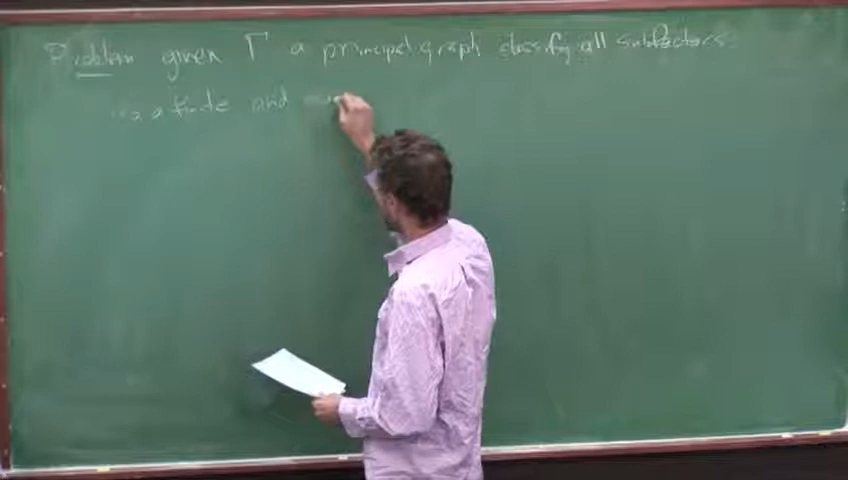 Problem given Γ a principal graph classify all subfactors
is a finite and